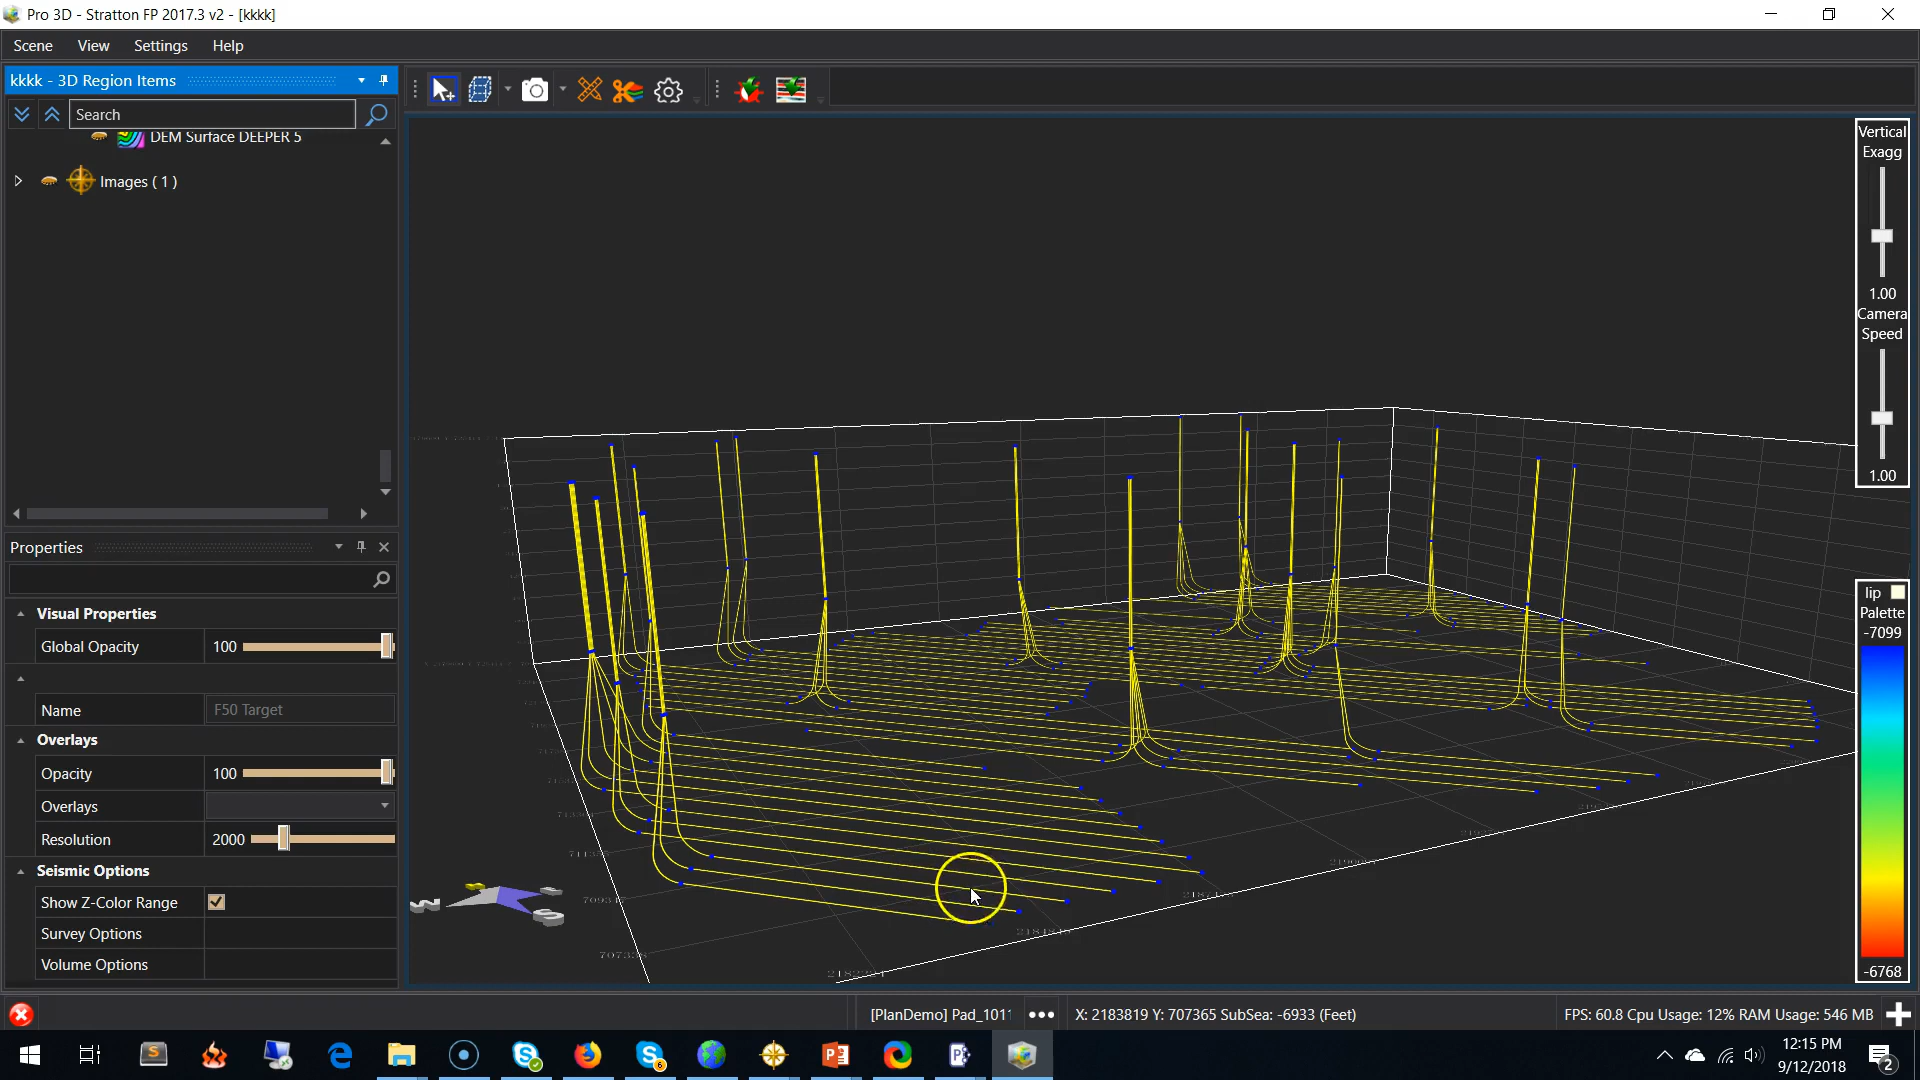 Pro 3D - Stratton FP 2017.3 v2 - [kkkk]
Scene View Settings Help
kkkk - 3D Region Items
Search
DEM Surface DEEPER 5
Images ( 1 )
Properties
Visual Properties
Global Opacity 100
Name F50 Target
Overlays
Opacity 100
Overlays
Resolution 2000
Seismic Options
Show Z-Color Range
Survey Options
Volume Options
Vertical
Exagg
1.00
Camera
Speed
1.00
lip
Palette
-7099
-6768
W
S
[PlanDemo] Pad_1011
X: 2183819 Y: 707365 SubSea: -6933 (Feet)
FPS: 60.8 Cpu Usage: 12% RAM Usage: 546 MB
12:15 PM
9/12/2018
2